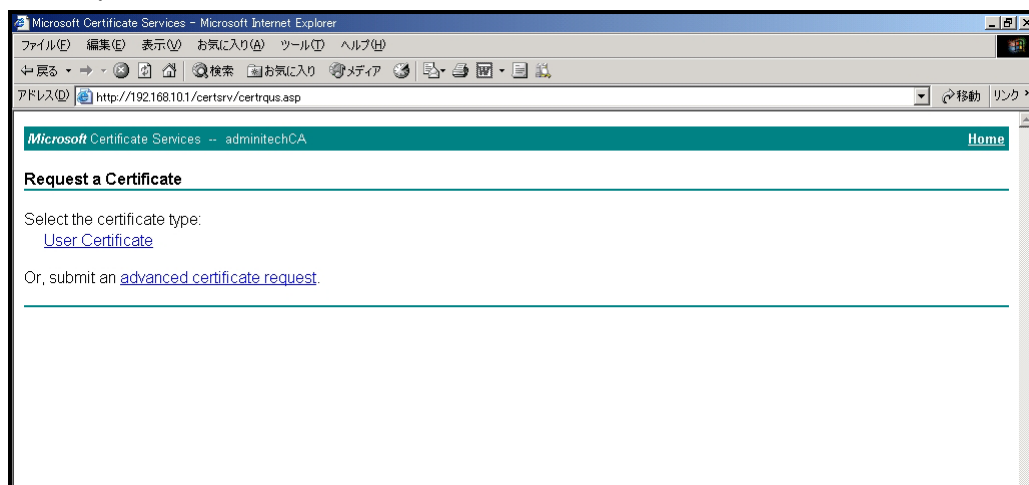 Microsoft Certificate Services - Microsoft Internet Explorer
ファイル(F) 編集(E) 表示(V) お気に入り(A) ツール(T) ヘルプ(H)
戻る 検索 お気に入り メディア
アドレス(D) http://192.168.10.1/certsrv/certrqus.asp 移動 リンク »
Microsoft Certificate Services -- adminitechCA Home
Request a Certificate
Select the certificate type:
User Certificate
Or, submit an advanced certificate request.